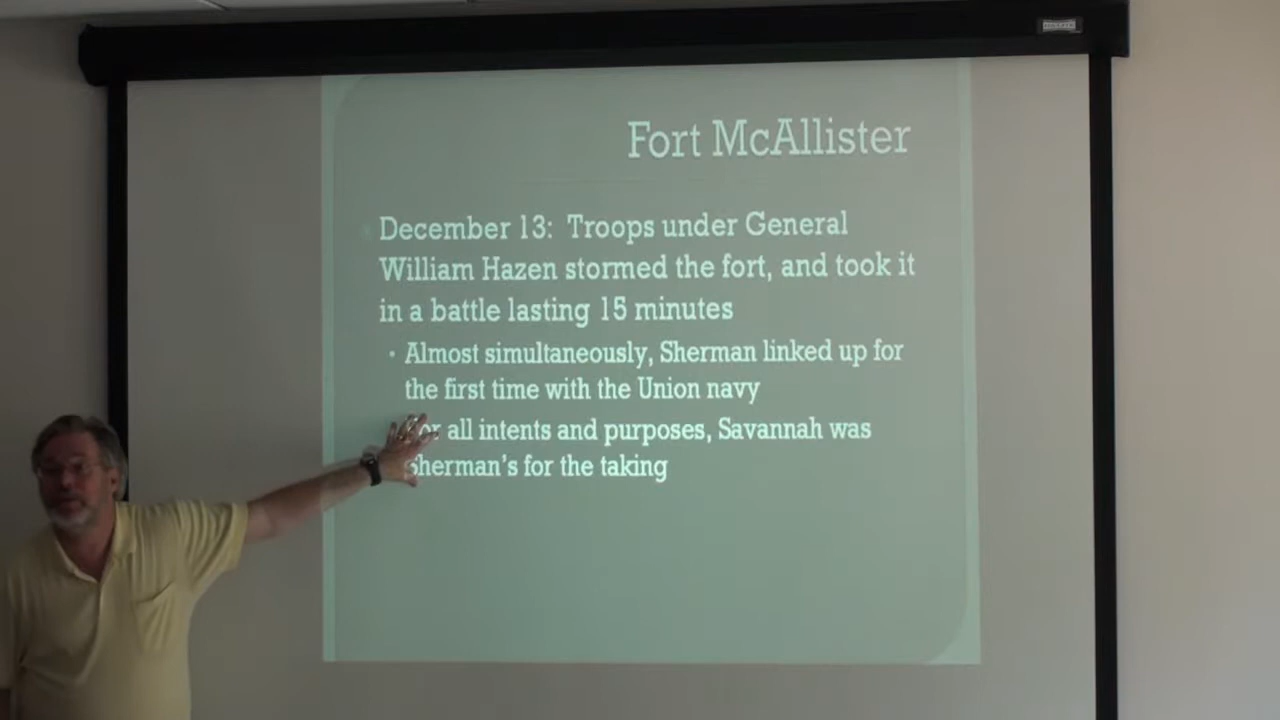 Fort McAllister
December 13: Troops under General
William Hazen stormed the fort, and took it
in a battle lasting 15 minutes
• Almost simultaneously, Sherman linked up for
the first time with the Union navy
For all intents and purposes, Savannah was
Sherman's for the taking